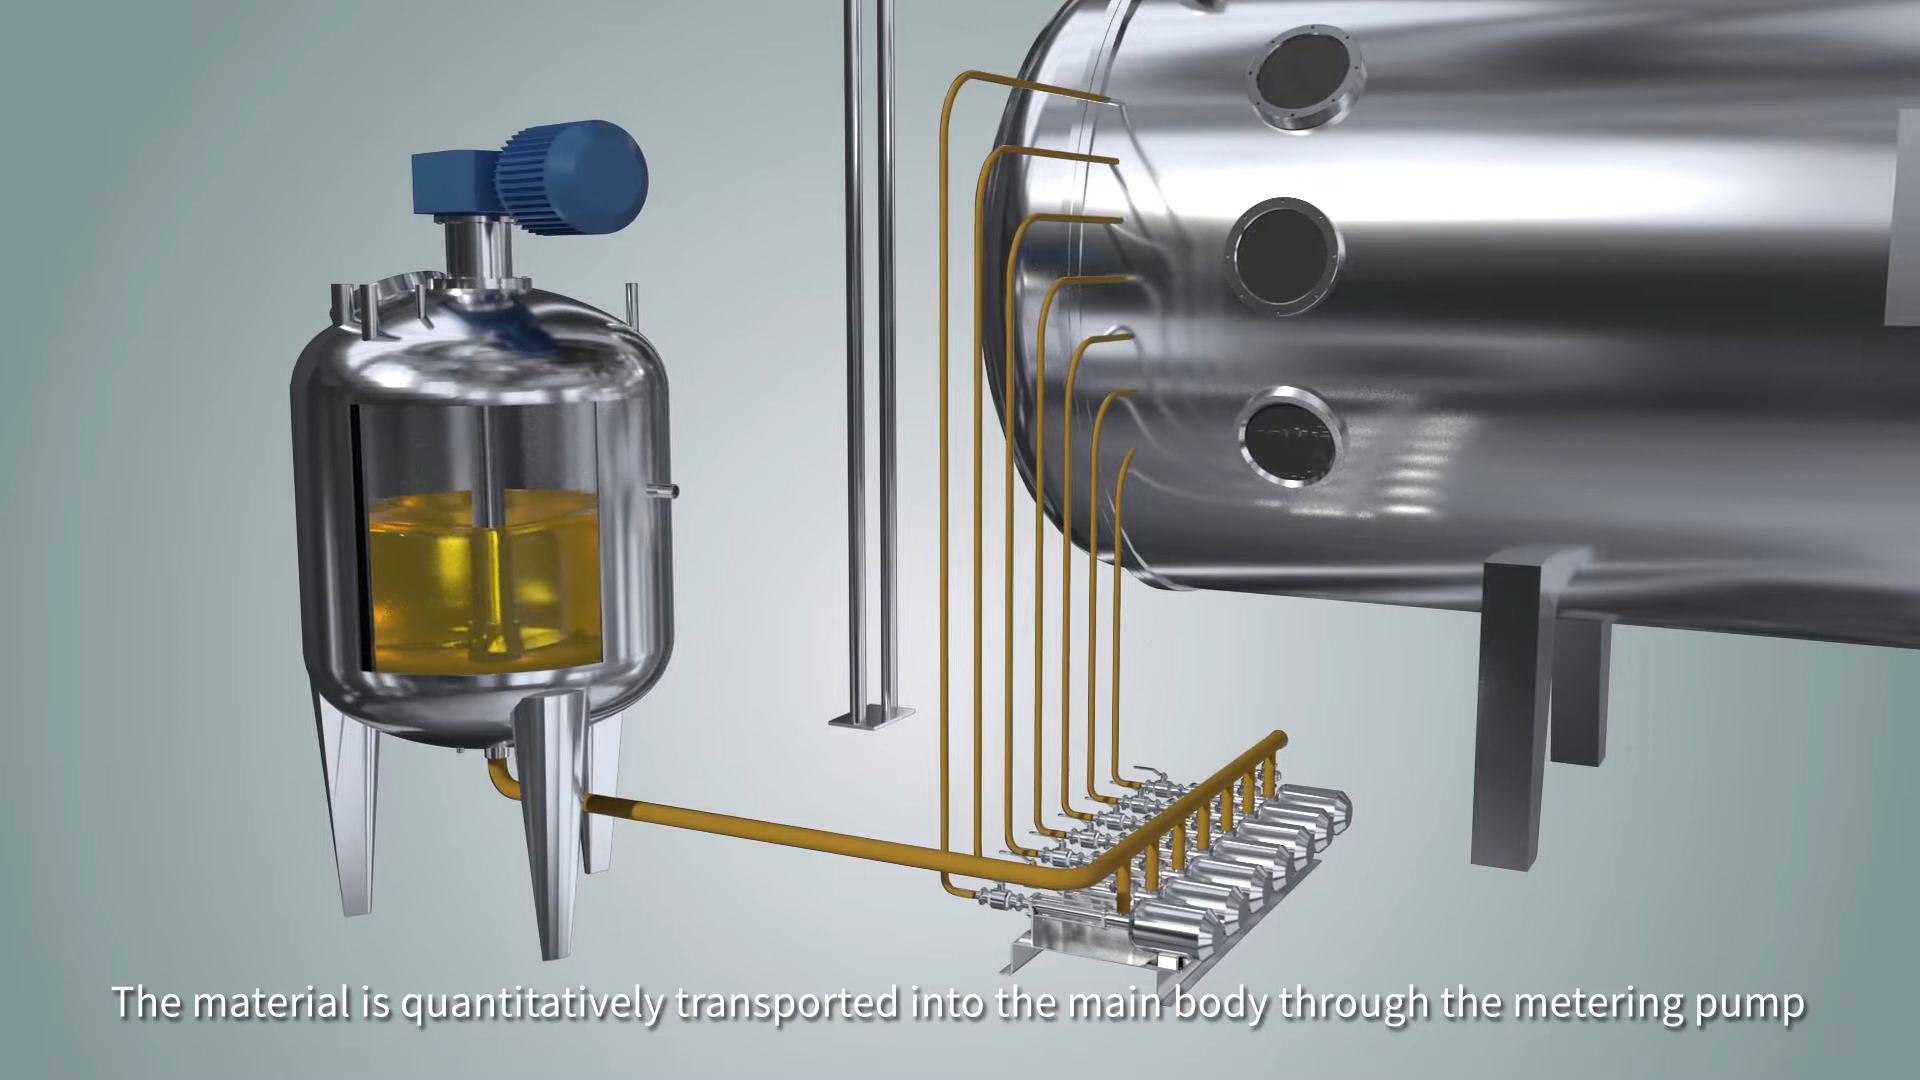 The material is quantitatively transported into the main body through the metering pump